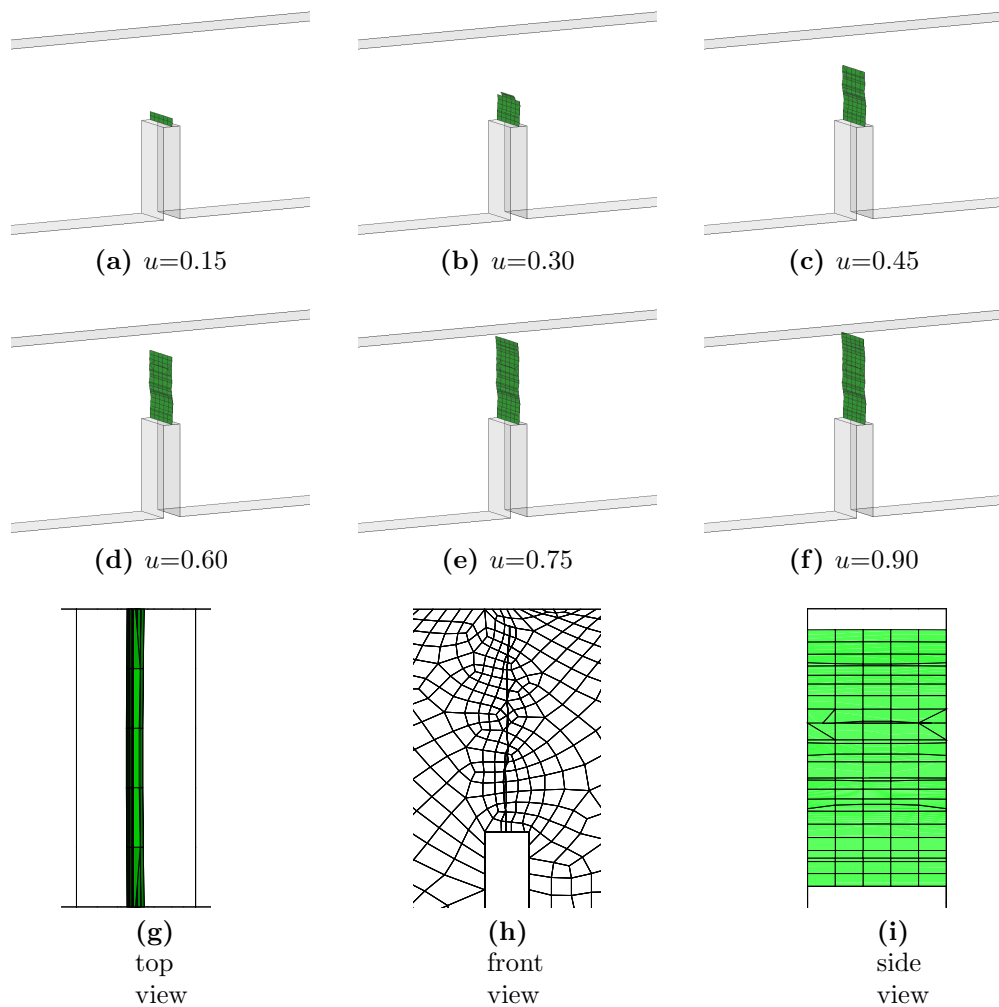 (a) u=0.15
(b) u=0.30
(c) u=0.45
(d) u=0.60
(e) u=0.75
(f) u=0.90
(g)
top
view
(h)
front
view
(i)
side
view